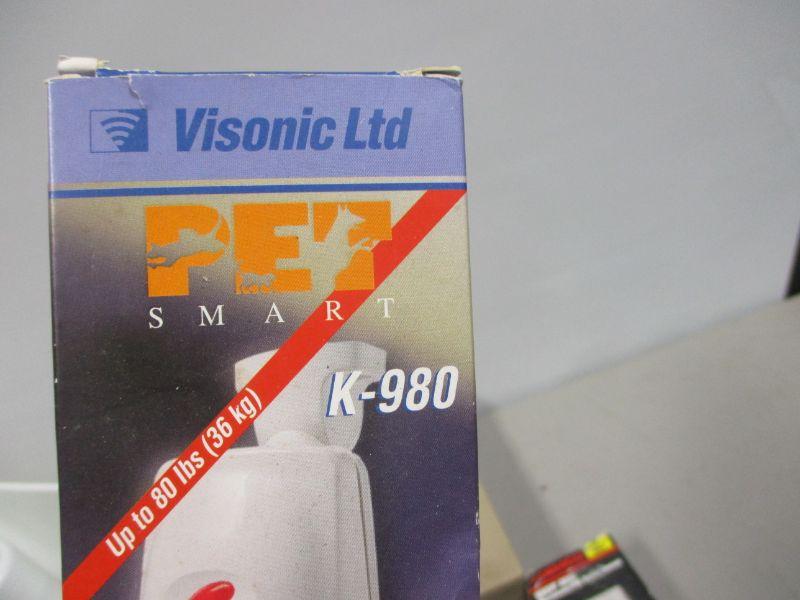 Visonic Ltd
PET
SMART
K-980
Up to 80 lbs (36 kg)